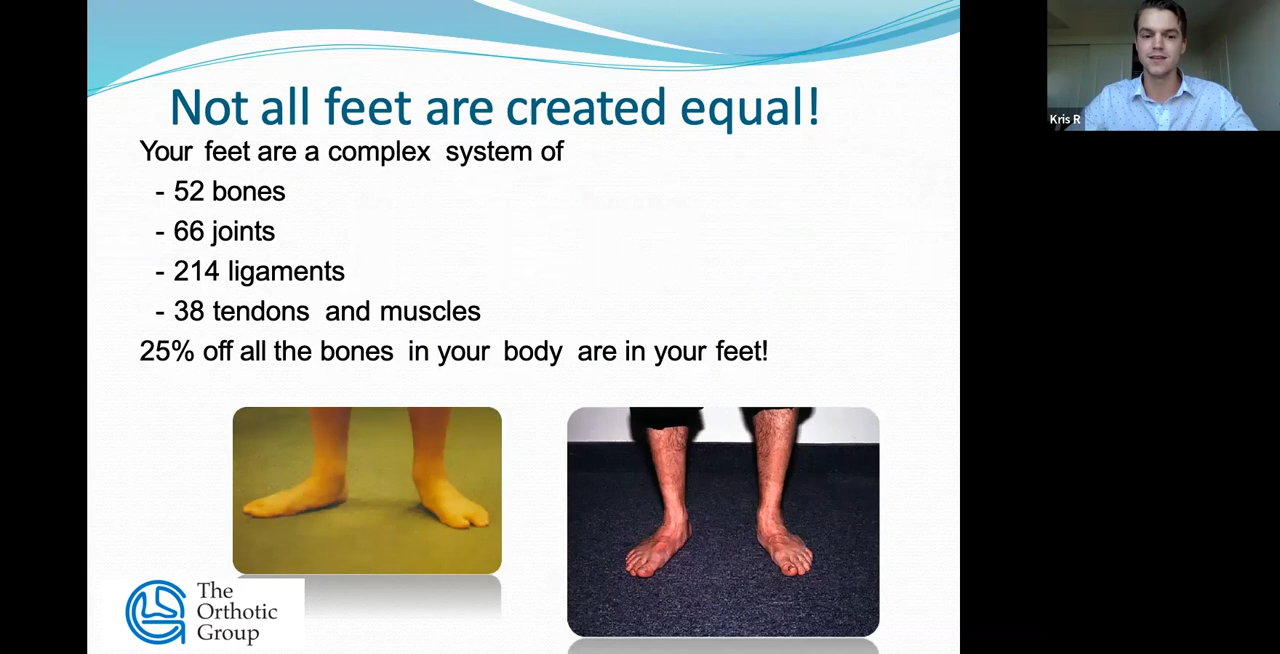 Not all feet are created equal!
Your feet are a complex system of
- 52 bones
- 66 joints
- 214 ligaments
- 38 tendons and muscles
25% off all the bones in your body are in your feet!
The
Orthotic
Group
Kris R